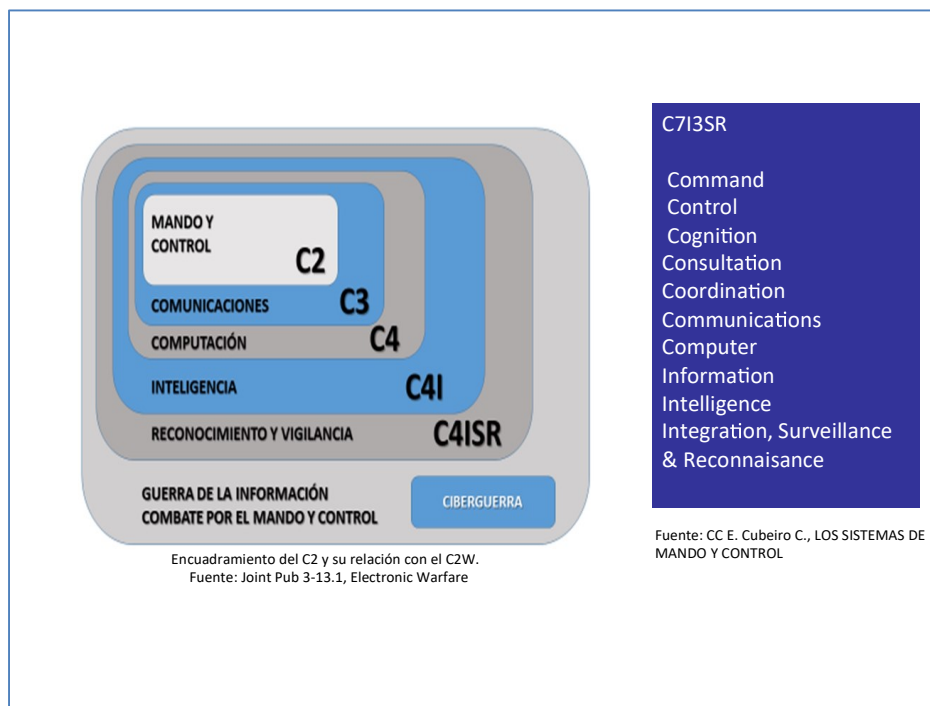 MANDO Y
CONTROL
C2
COMUNICACIONES
C3
COMPUTACIÓN
C4
INTELIGENCIA
C4I
RECONOCIMIENTO Y VIGILANCIA
C4ISR
GUERRA DE LA INFORMACIÓN
COMBATE POR EL MANDO Y CONTROL
CIBERGUERRA
Encuadramiento del C2 y su relación con el C2W.
Fuente: Joint Pub 3-13.1, Electronic Warfare
C7I3SR
Command
Control
Cognition
Consultation
Coordination
Communications
Computer
Information
Intelligence
Integration, Surveillance
& Reconnaisance
Fuente: CC E. Cubeiro C., LOS SISTEMAS DE
MANDO Y CONTROL